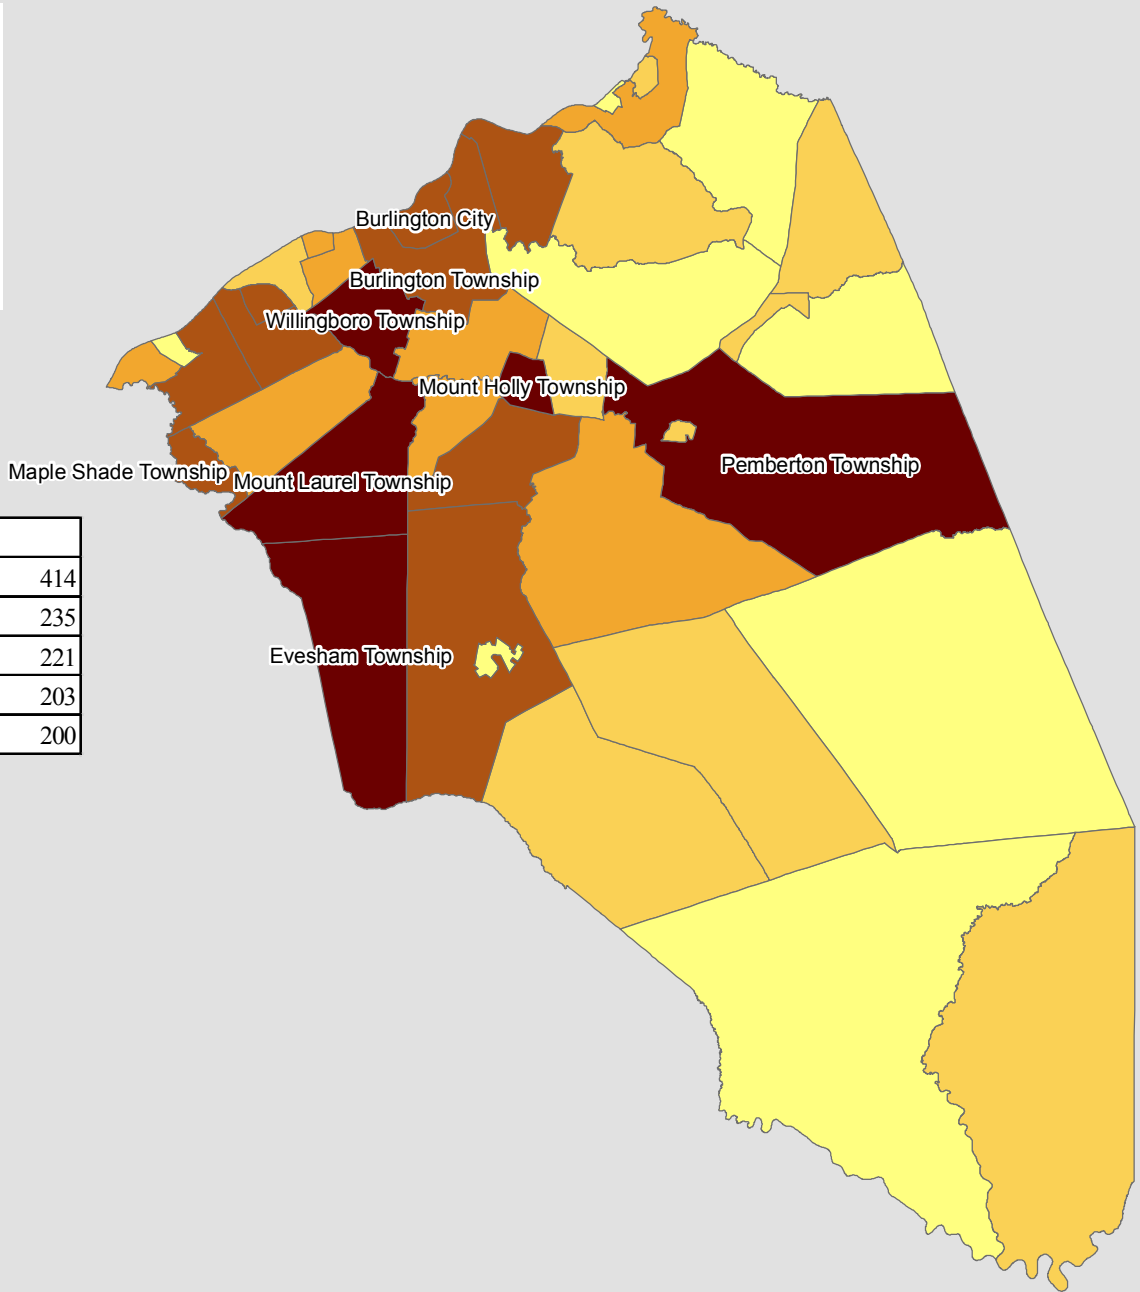 Burlington City
Burlington Township
Willingboro Township
Mount Holly Township
Pemberton Township
Maple Shade Township
Mount Laurel Township
414
235
221
Evesham Township
203
200